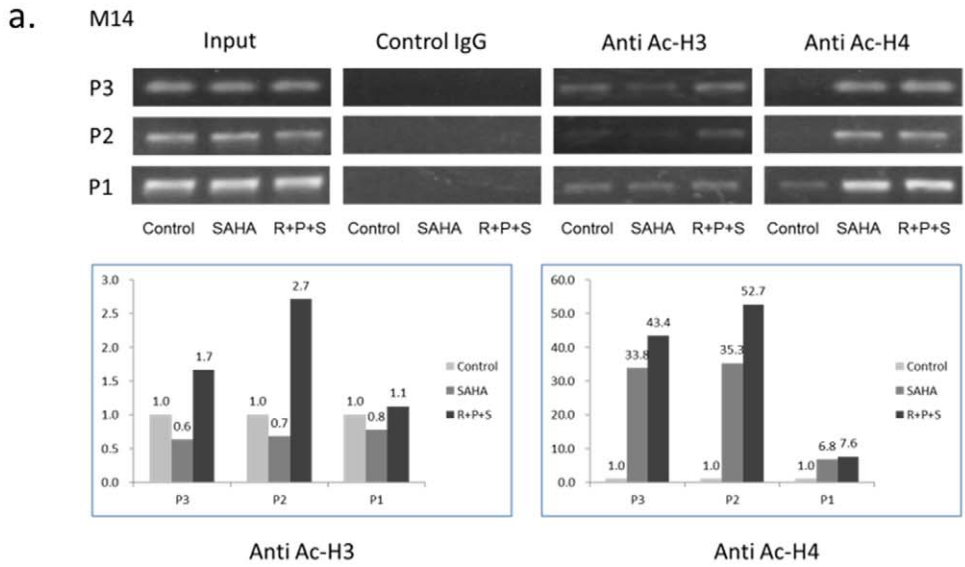 a.
M14
Input Control IgG Anti Ac-H3 Anti Ac-H4
P3
P2
P1
Control SAHA R+P+S Control SAHA R+P+S Control SAHA R+P+S Control SAHA R+P+S
3.0
2.5
2.0
1.5
1.0
0.5
0.0
1.0 0.6 1.7
1.0 0.7 2.7
1.0 0.8 1.1
P3 P2 P1
Control
SAHA
R+P+S
Anti Ac-H3
60.0
50.0
40.0
30.0
20.0
10.0
0.0
1.0 33.8 43.4
1.0 35.3 52.7
1.0 6.8 7.6
P3 P2 P1
Control
SAHA
R+P+S
Anti Ac-H4